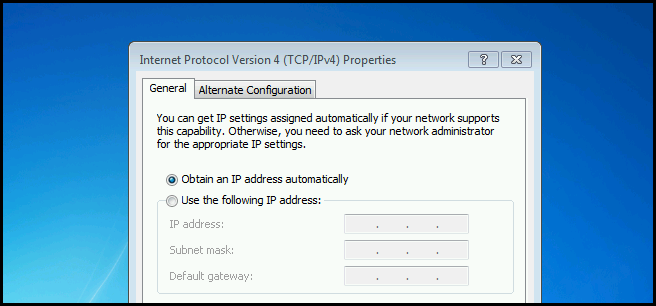 Internet Protocol Version 4 (TCP/IPv4) Properties
General
Alternate Configuration
You can get IP settings assigned automatically if your network supports
this capability. Otherwise, you need to ask your network administrator
for the appropriate IP settings.
Obtain an IP address automatically
Use the following IP address:
IP address:
Subnet mask:
Default gateway: